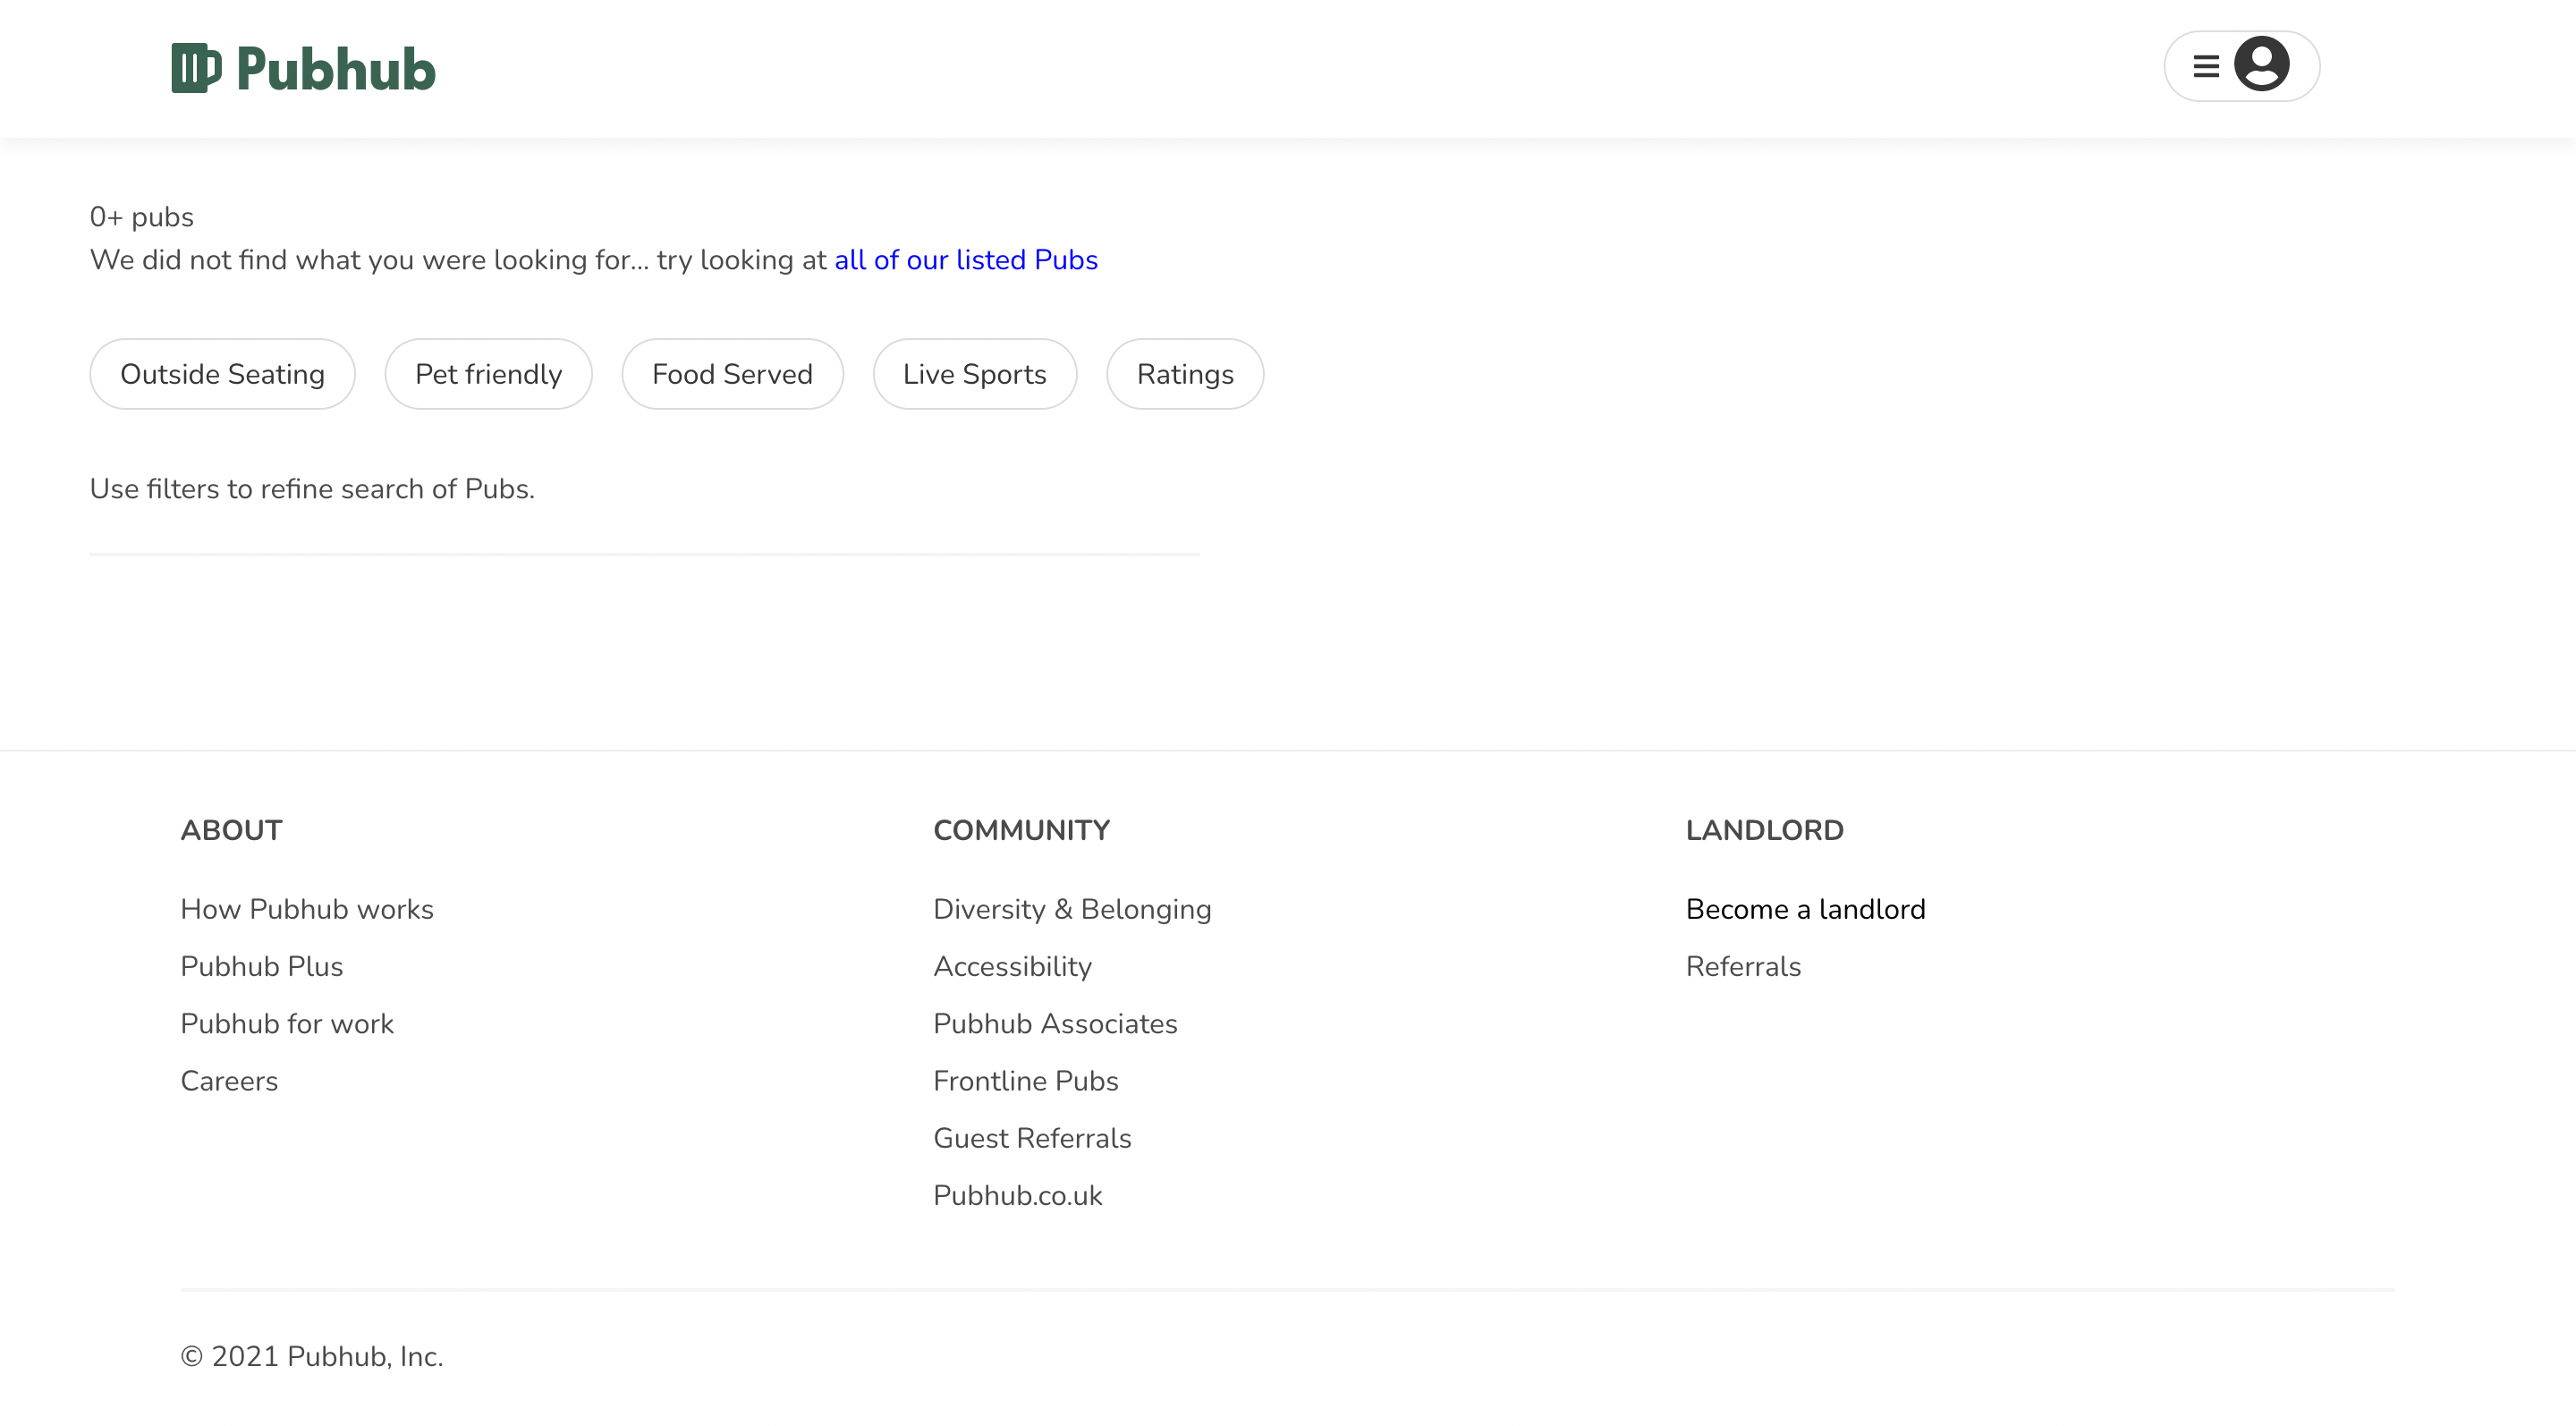 Pubhub
0+ pubs
We did not find what you were looking for... try looking at all of our listed Pubs
Outside Seating
Pet friendly
Food Served
Live Sports
Ratings
Use filters to refine search of Pubs.
ABOUT
How Pubhub works
Pubhub Plus
Pubhub for work
Careers
COMMUNITY
Diversity & Belonging
Accessibility
Pubhub Associates
Frontline Pubs
Guest Referrals
Pubhub.co.uk
LANDLORD
Become a landlord
Referrals
© 2021 Pubhub, Inc.